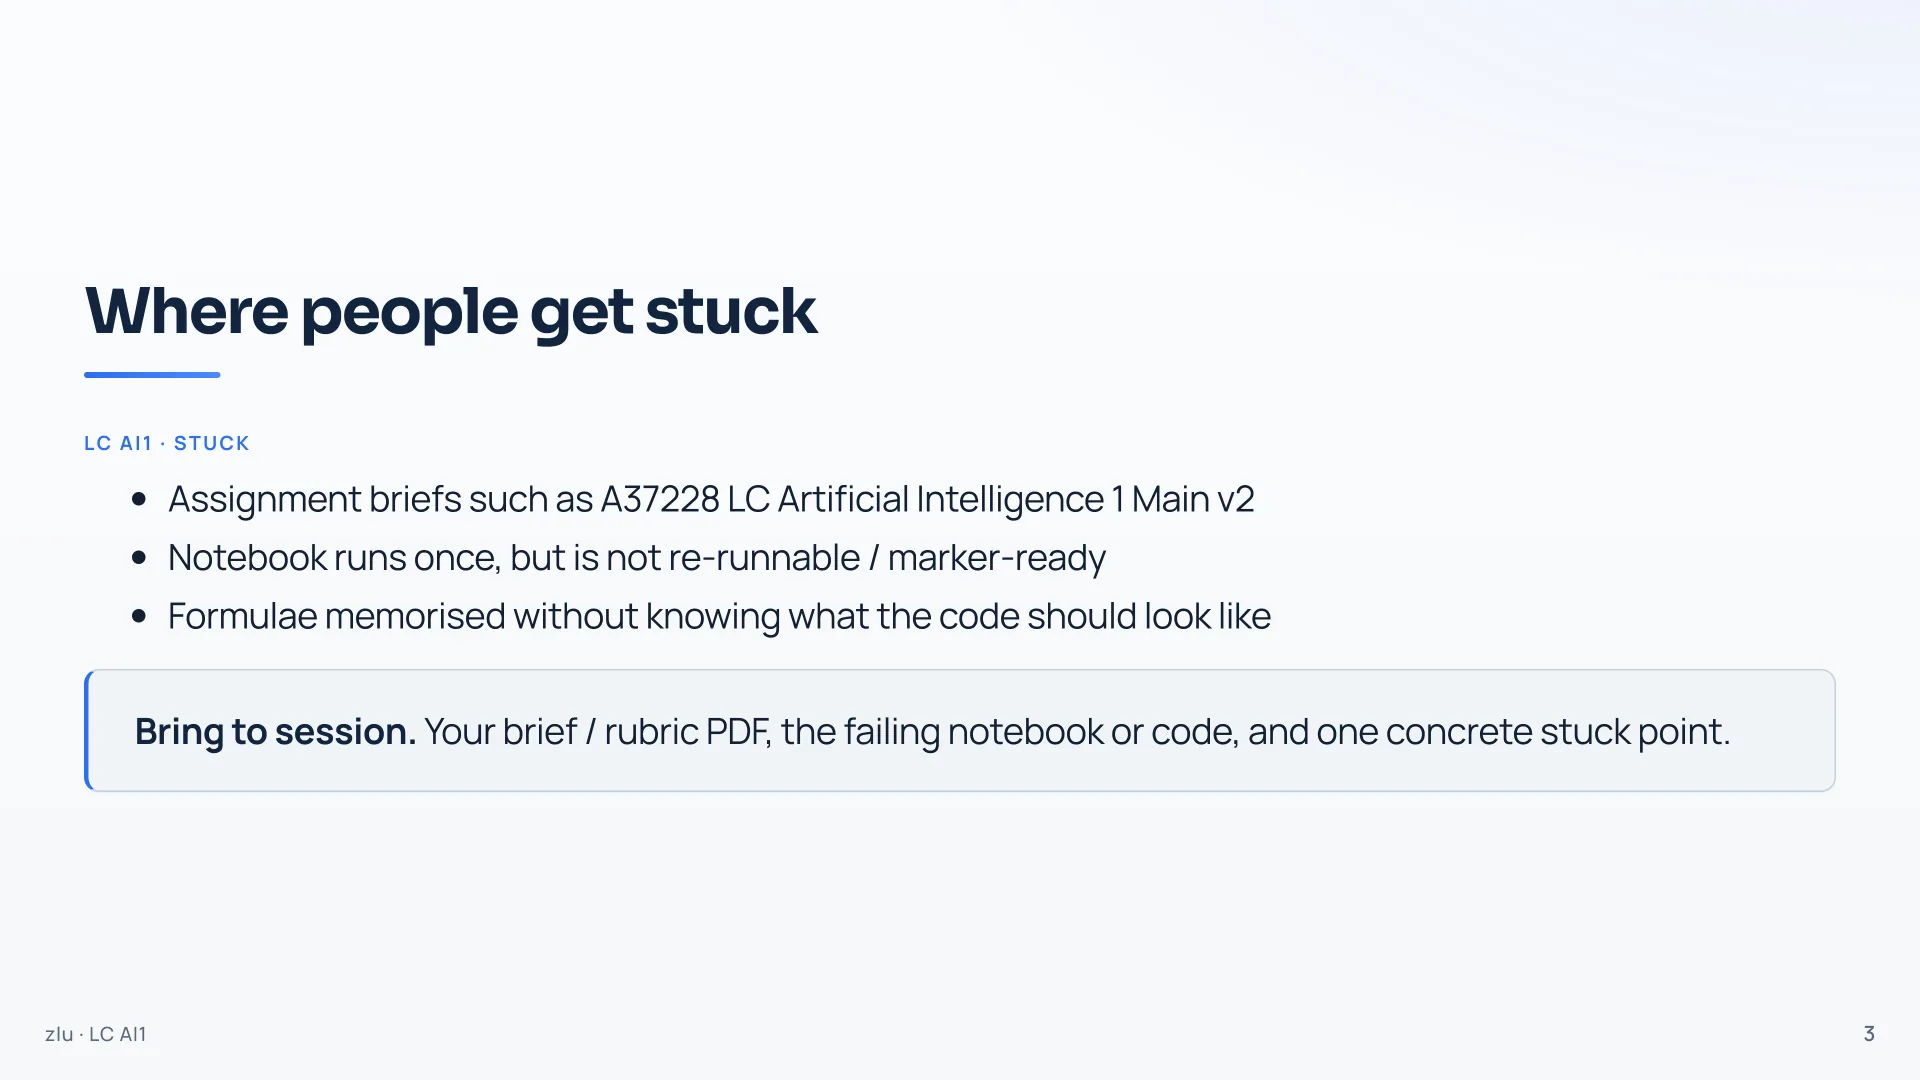 Where people get stuck
LC AI1 · STUCK
• Assignment briefs such as A37228 LC Artificial Intelligence 1 Main v2
• Notebook runs once, but is not re-runnable / marker-ready
• Formulae memorised without knowing what the code should look like
Bring to session. Your brief / rubric PDF, the failing notebook or code, and one concrete stuck point.
zlu · LC AI1
3